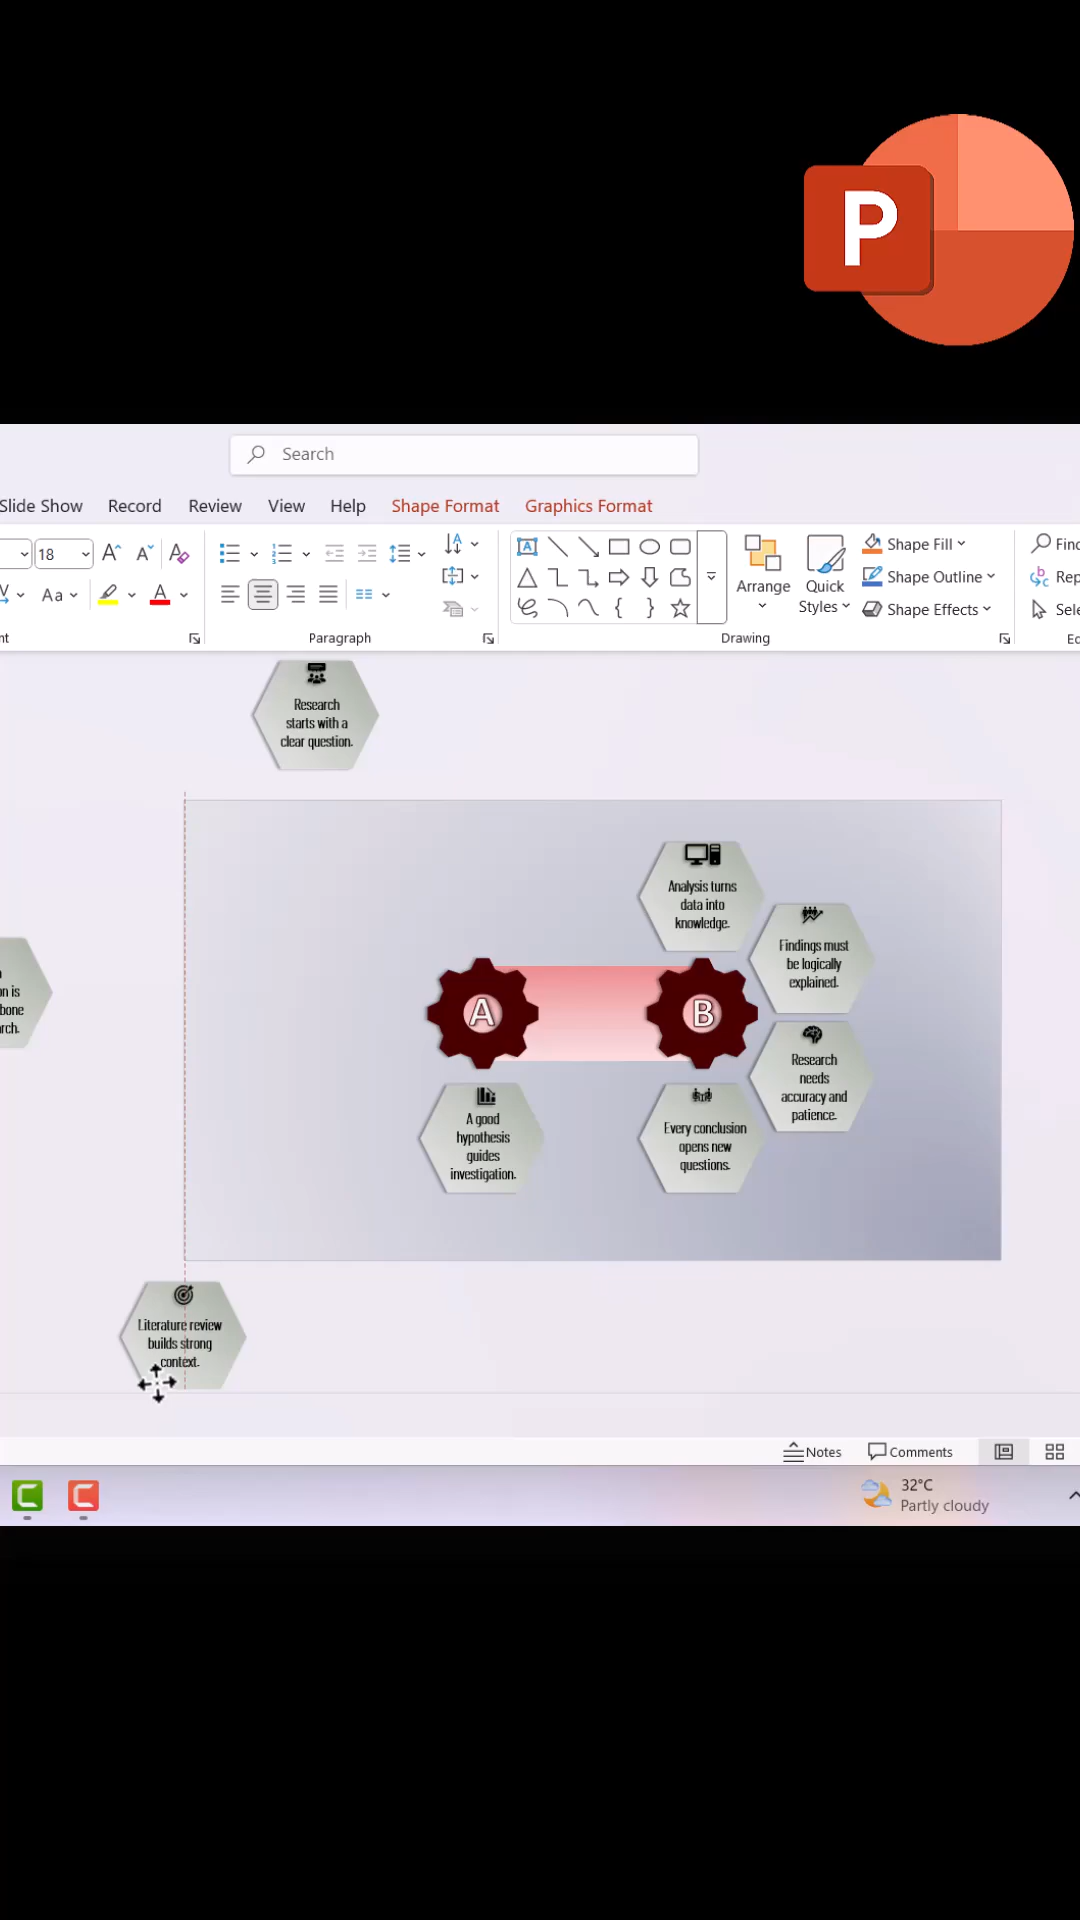 P
Search
Slide Show Record Review View Help Shape Format Graphics Format
18
Aa
A
Arrange
Quick
Styles
Shape Fill
Shape Outline
Shape Effects
Paragraph
Drawing
Research
starts with a
clear question.
Analysis turns
data into
knowledge.
Findings must
be logically
explained.
A
B
Research
needs
accuracy and
patience.
A good
hypothesis
guides
investigation.
Every conclusion
opens new
questions.
Literature review
builds strong
context.
Notes
Comments
32°C
Partly cloudy